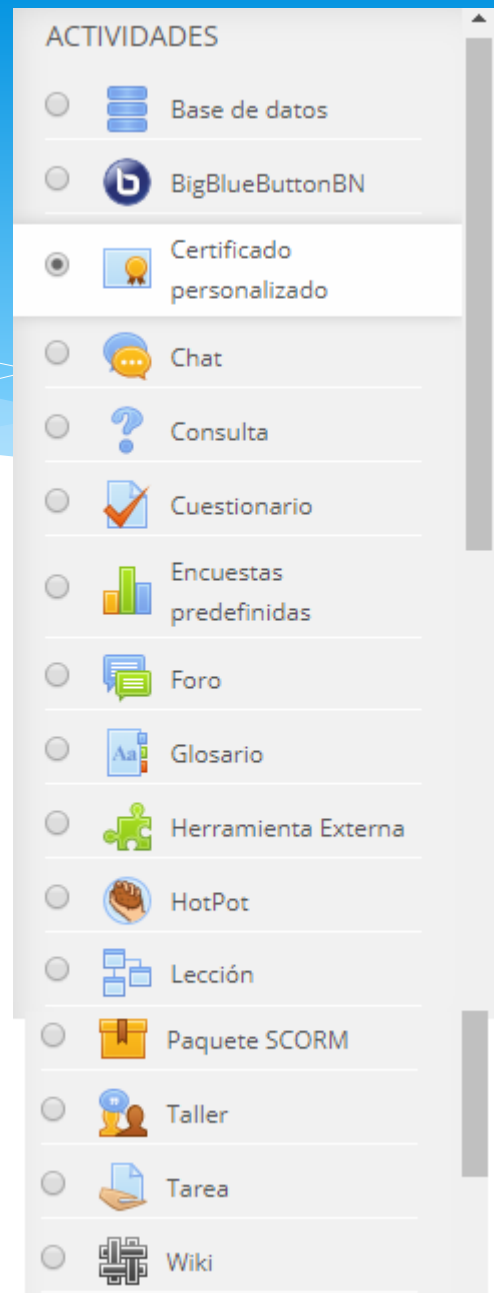 ACTIVIDADES
Base de datos
BigBlueButtonBN
Certificado
personalizado
Chat
Consulta
Cuestionario
Encuestas
predefinidas
Foro
Aa
Glosario
Herramienta Externa
HotPot
Lección
Paquete SCORM
Taller
Tarea
Wiki